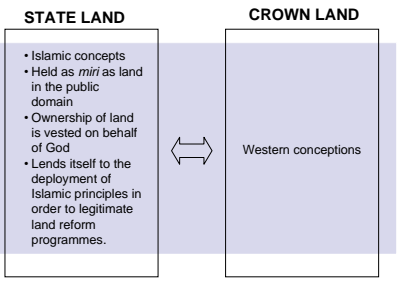 STATE LAND
CROWN LAND
• Islamic concepts
• Held as miri as land
in the public
domain
• Ownership of land
is vested on behalf
of God
• Lends itself to the
deployment of
Islamic principles in
order to legitimate
land reform
programmes.
Western conceptions